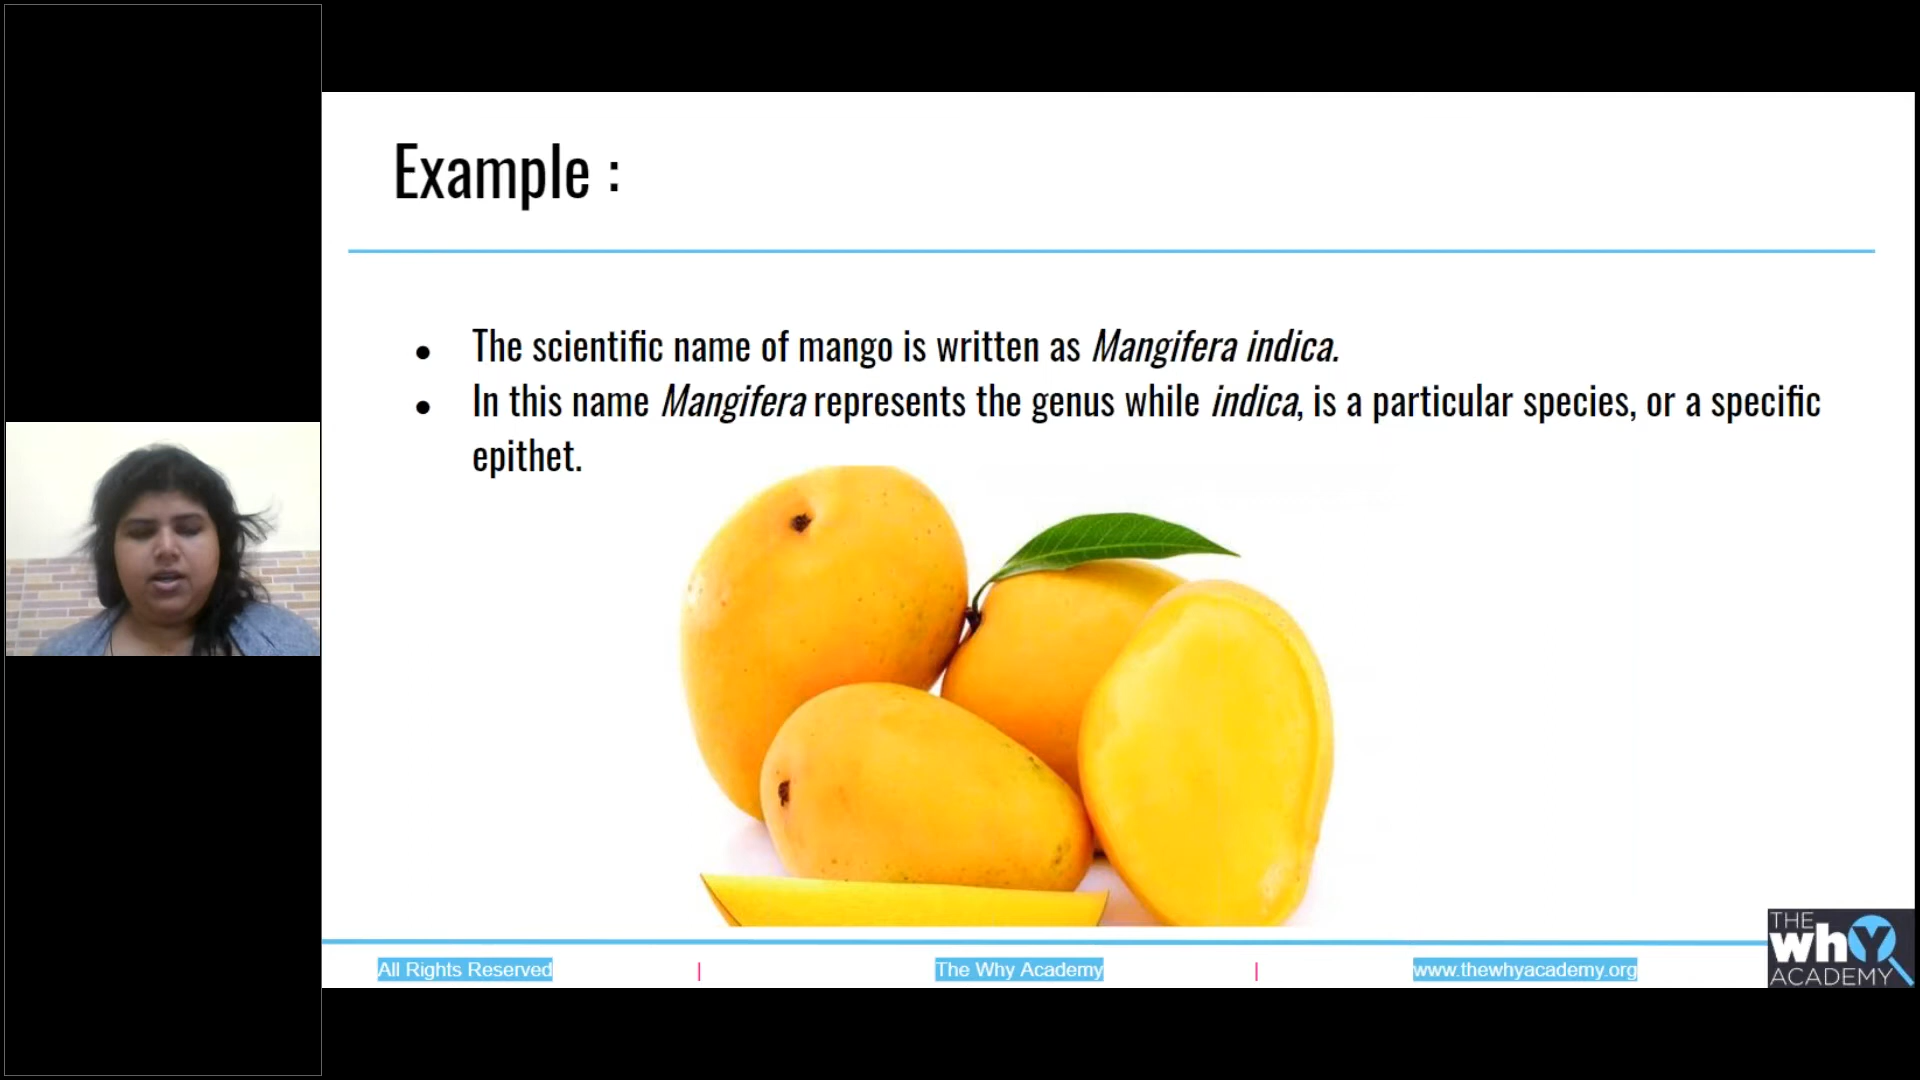 Example :
● The scientific name of mango is written as Mangifera indica.
● In this name Mangifera represents the genus while indica, is a particular species, or a specific
epithet.
All Rights Reserved | The Why Academy | www.thewhyacademy.org
THE
whY
ACADEMY